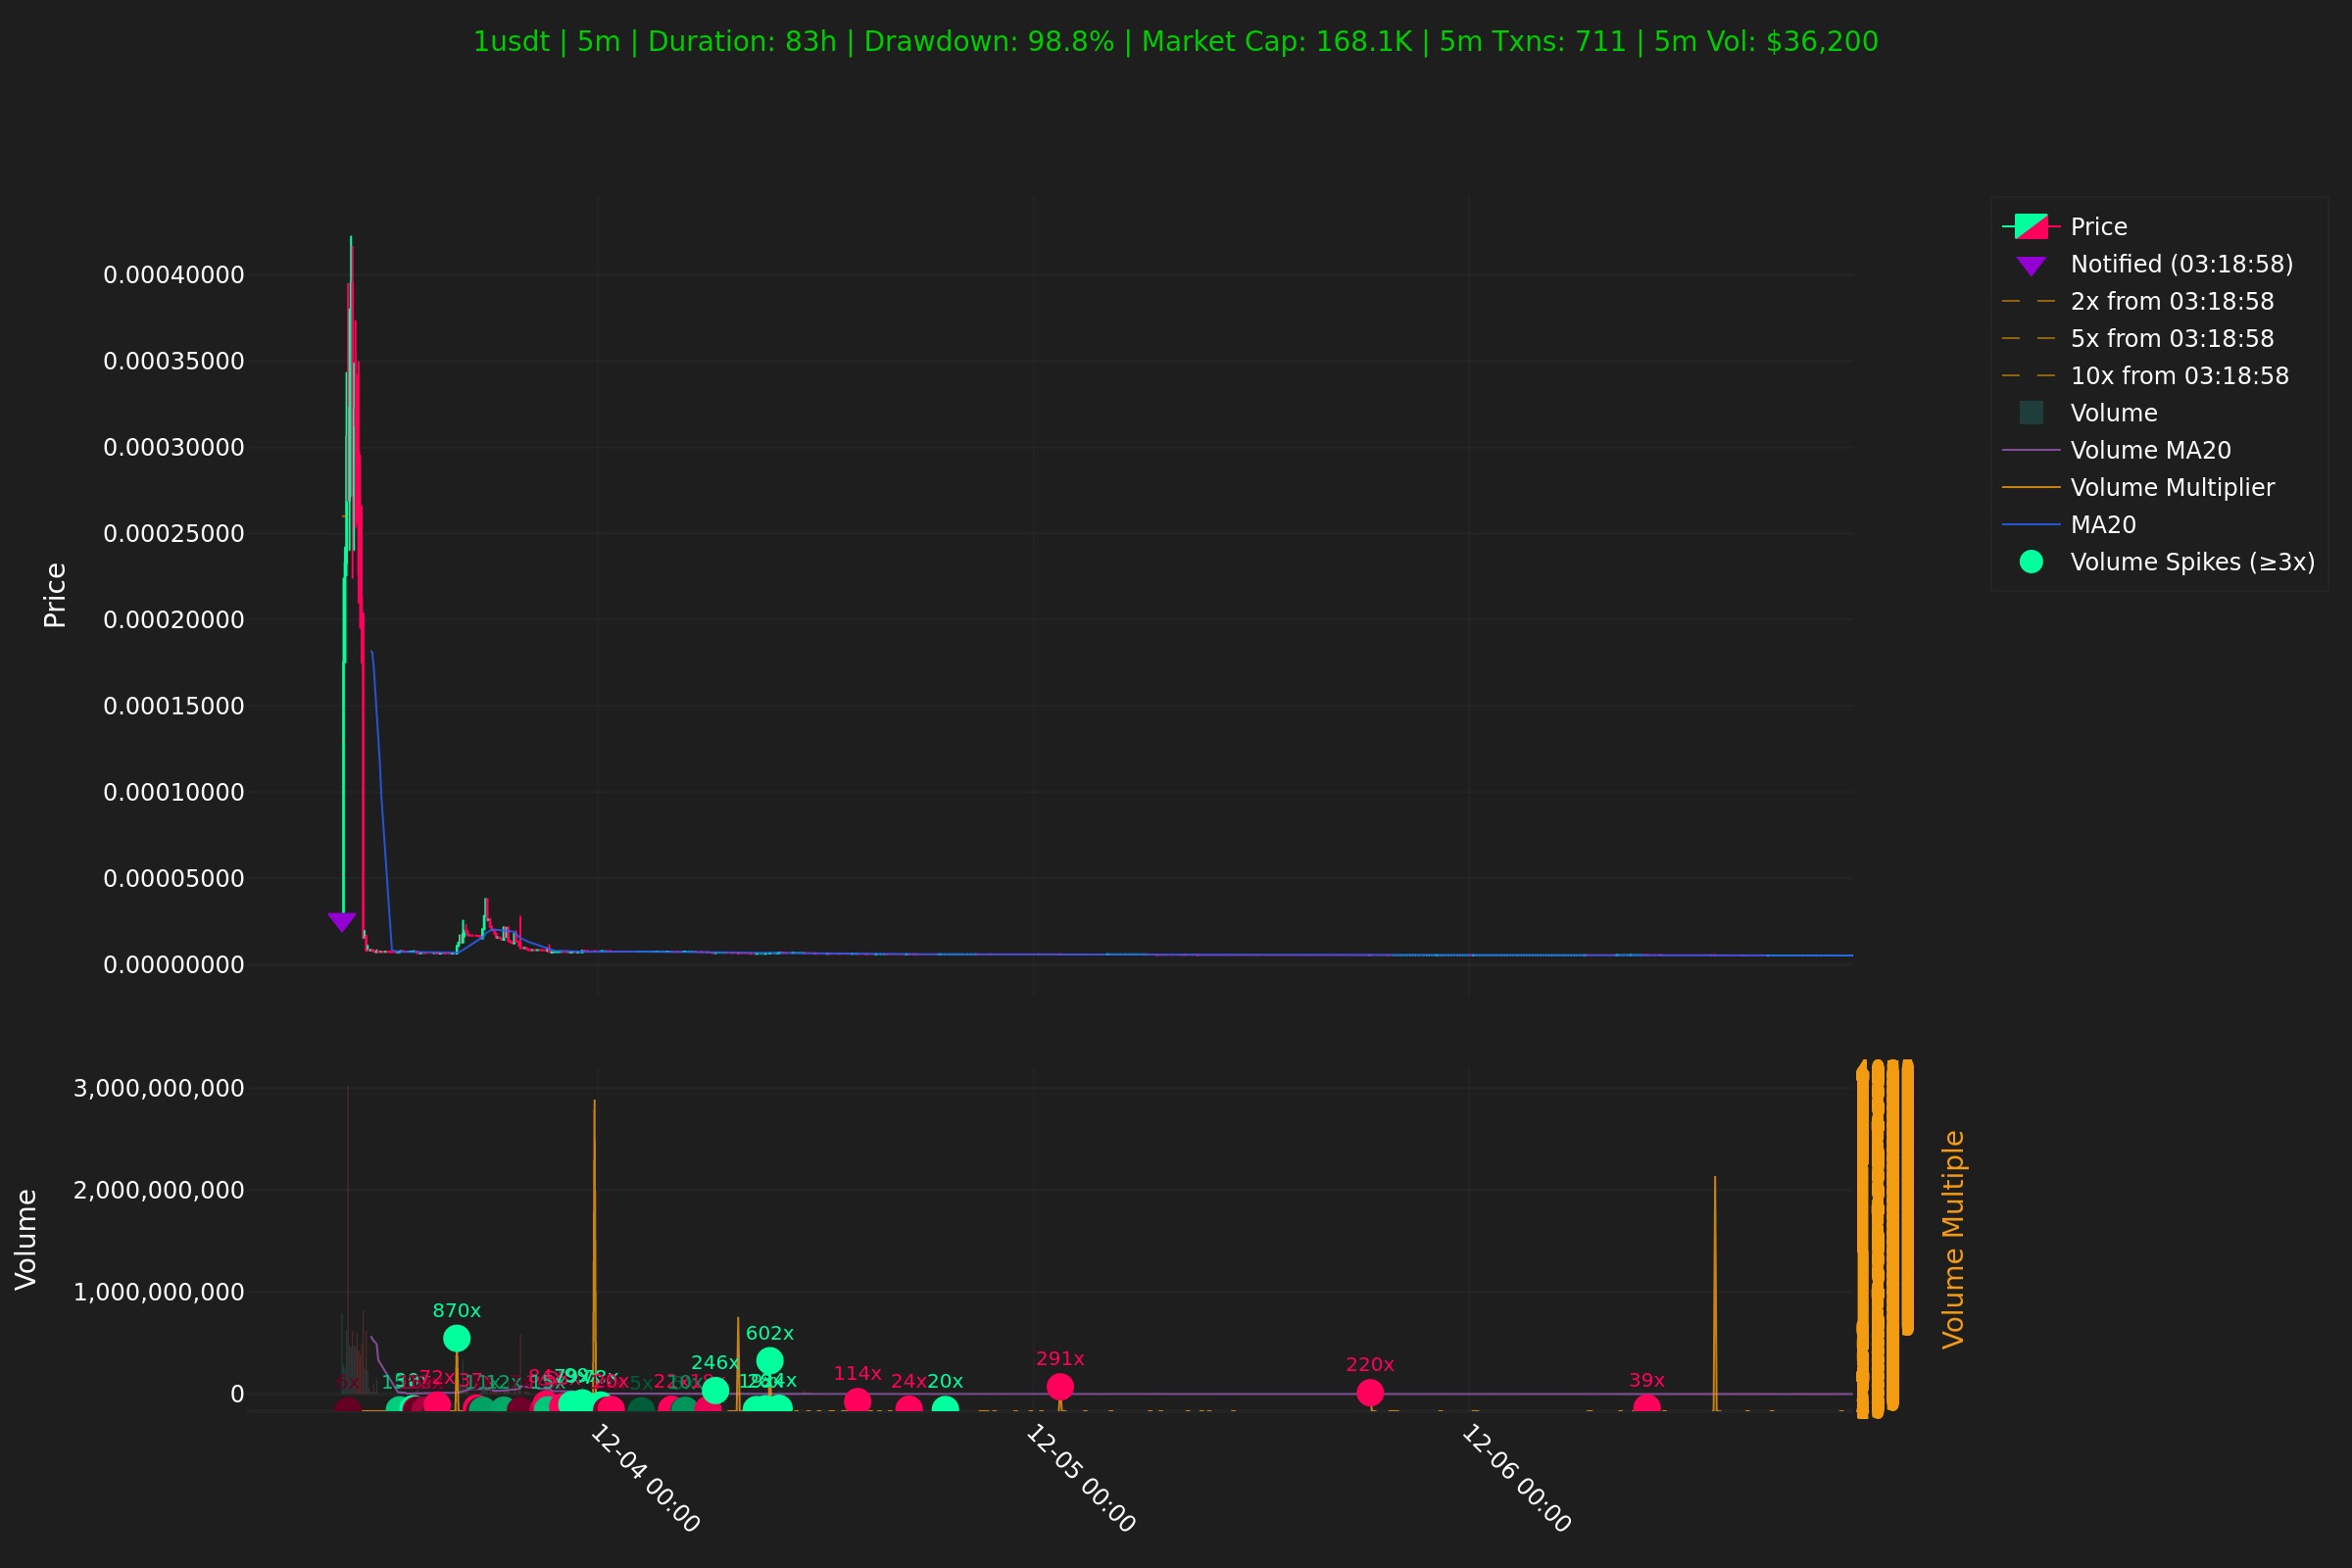 1usdt | 5m | Duration: 83h | Drawdown: 98.8% | Market Cap: 168.1K | 5m Txns: 711 | 5m Vol: $36,200
Price
Notified (03:18:58)
2x from 03:18:58
5x from 03:18:58
10x from 03:18:58
Volume
Volume MA20
Volume Multiplier
MA20
Volume Spikes (≥3x)
Price
0.00040000
0.00035000
0.00030000
0.00025000
0.00020000
0.00015000
0.00010000
0.00005000
0.00000000
Volume
3,000,000,000
2,000,000,000
1,000,000,000
0
870x
602x
246x
291x
220x
114x
24x
20x
39x
72x
284x
5x
Volume Multiple
12-04 00:00
12-05 00:00
12-06 00:00